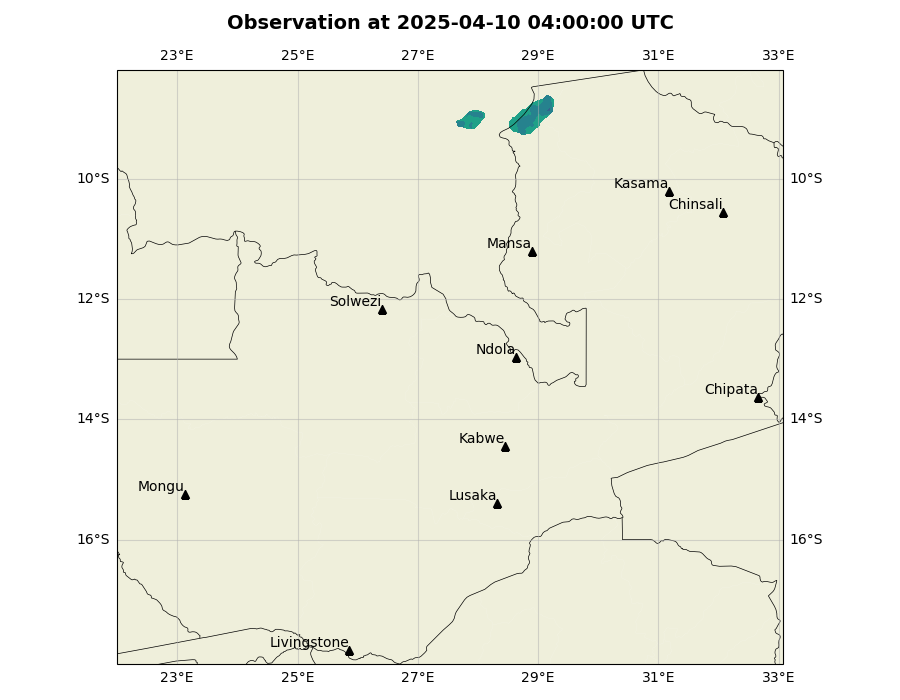 Observation at 2025-04-10 04:00:00 UTC
23°E 25°E 27°E 29°E 31°E 33°E
10°S 10°S
Kasama
Chinsali
Mansa
12°S 12°S
Solwezi
Ndola
Chipata
14°S 14°S
Kabwe
Mongu
Lusaka
16°S 16°S
Livingstone
23°E 25°E 27°E 29°E 31°E 33°E